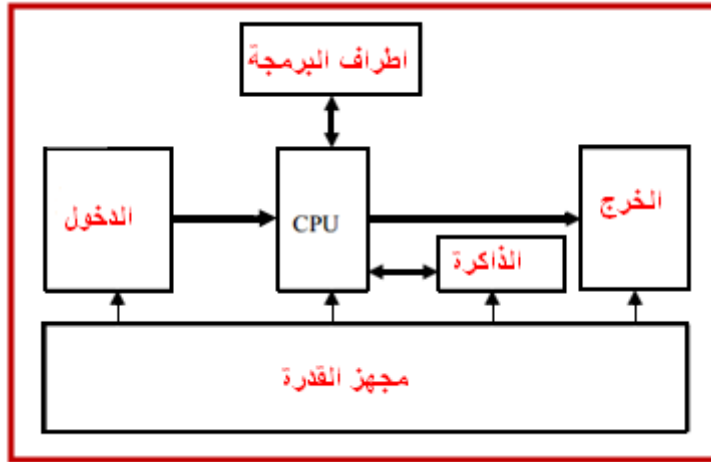 اطراف البرمجة
الدخول
CPU
الخرج
الذاكرة
مجهز القدرة